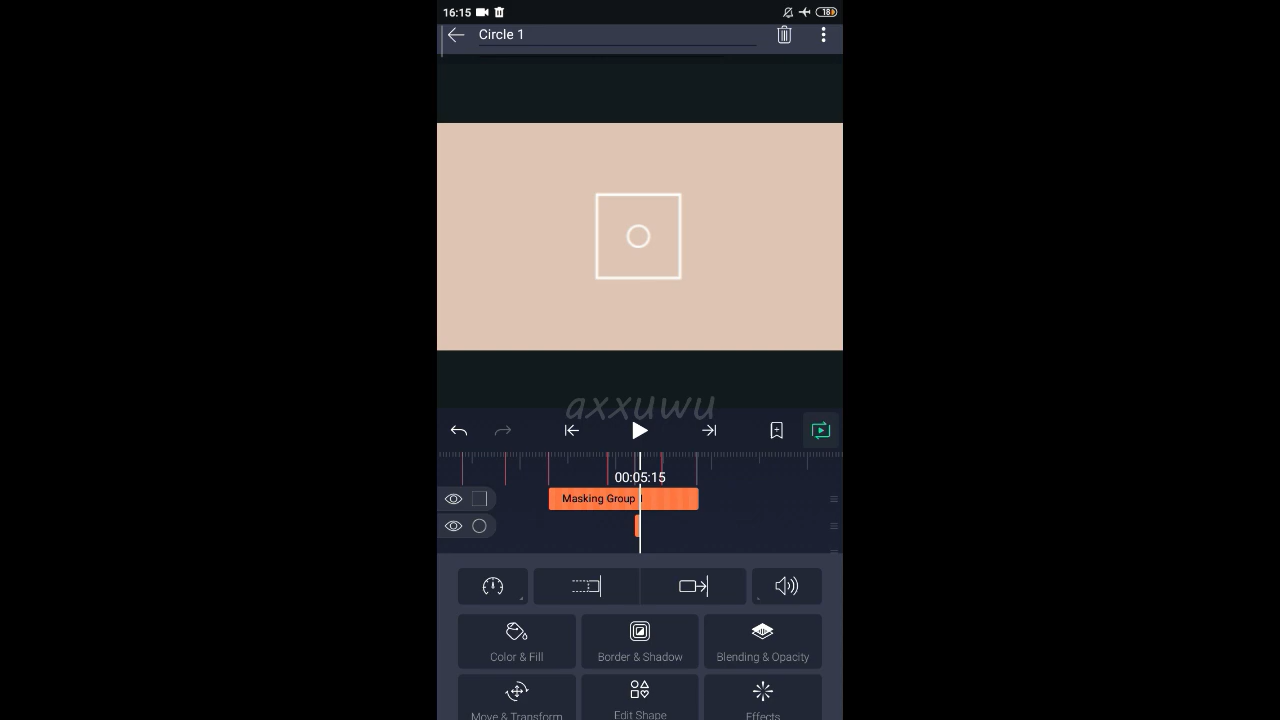 16:15
18
Circle 1
axxuwu
00:05:15
Masking Group
Color & Fill
Border & Shadow
Blending & Opacity
Move & Transform
Edit Shape
Effects